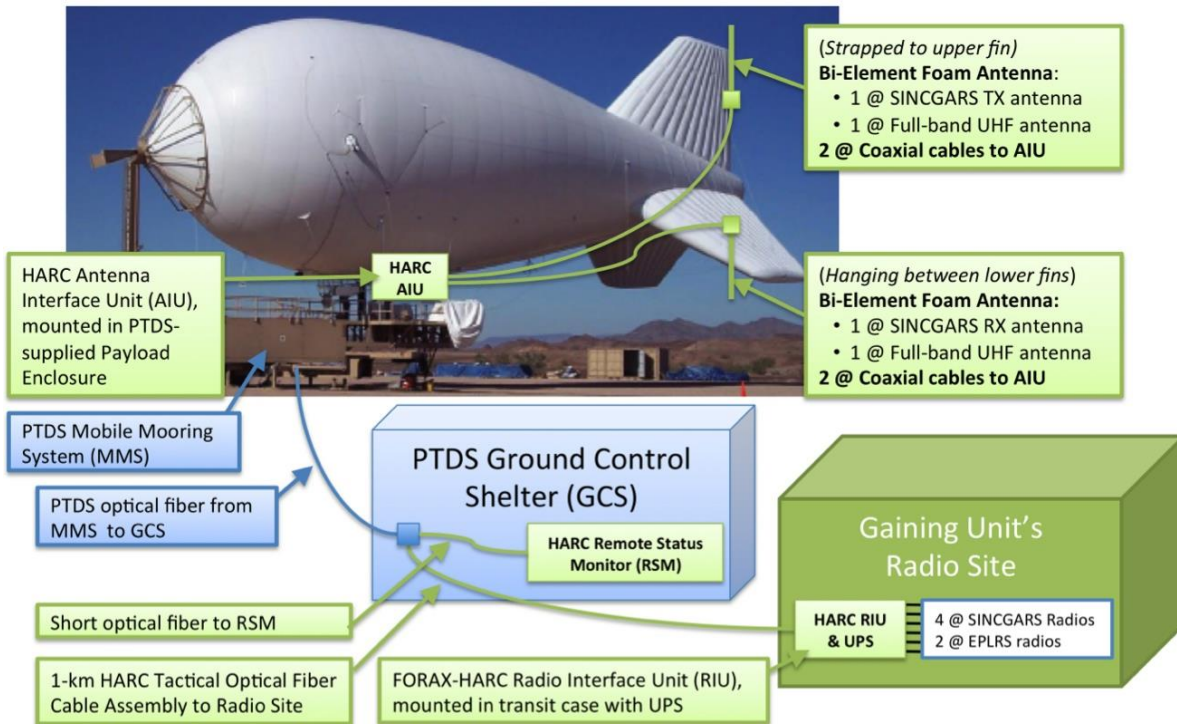 (Strapped to upper fin)
Bi-Element Foam Antenna:
• 1 @ SINCGARS TX antenna
• 1 @ Full-band UHF antenna
2 @ Coaxial cables to AIU
HARC Antenna
Interface Unit (AIU),
mounted in PTDS-
supplied Payload
Enclosure
HARC
AIU
(Hanging between lower fins)
Bi-Element Foam Antenna:
• 1 @ SINCGARS RX antenna
• 1 @ Full-band UHF antenna
2 @ Coaxial cables to AIU
PTDS Mobile Mooring
System (MMS)
PTDS optical fiber from
MMS to GCS
PTDS Ground Control
Shelter (GCS)
HARC Remote Status
Monitor (RSM)
Gaining Unit's
Radio Site
HARC RIU
& UPS
4 @ SINCGARS Radios
2 @ EPLRS radios
Short optical fiber to RSM
1-km HARC Tactical Optical Fiber
Cable Assembly to Radio Site
FORAX-HARC Radio Interface Unit (RIU),
mounted in transit case with UPS